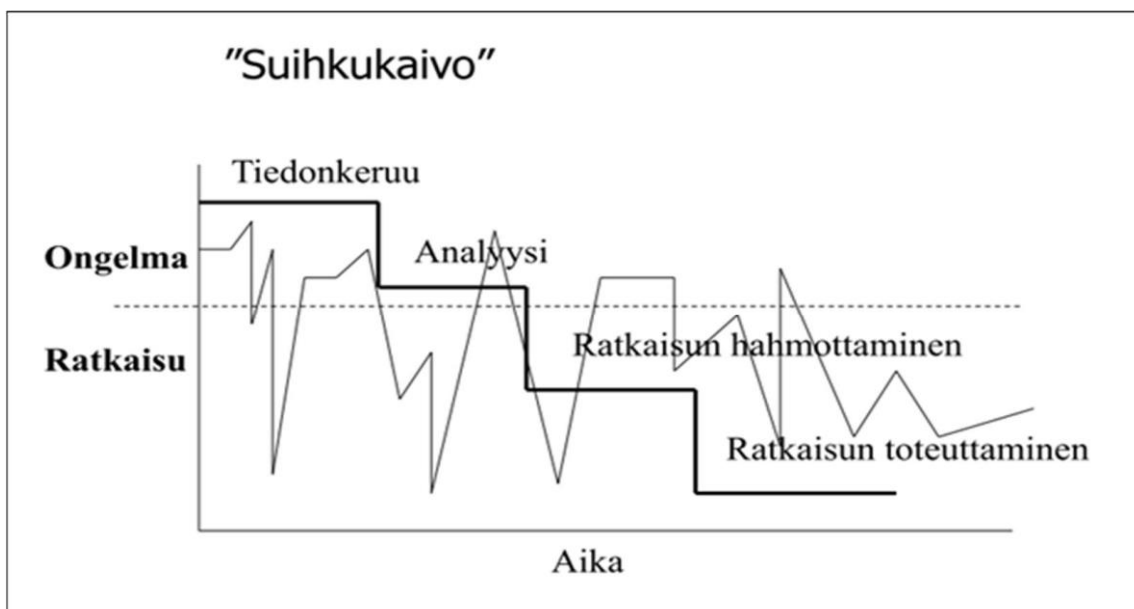 ”Suihkukaivo”
Tiedonkeruu
Ongelma
Analyysi
Ratkaisu
Ratkaisun hahmottaminen
Ratkaisun toteuttaminen
Aika